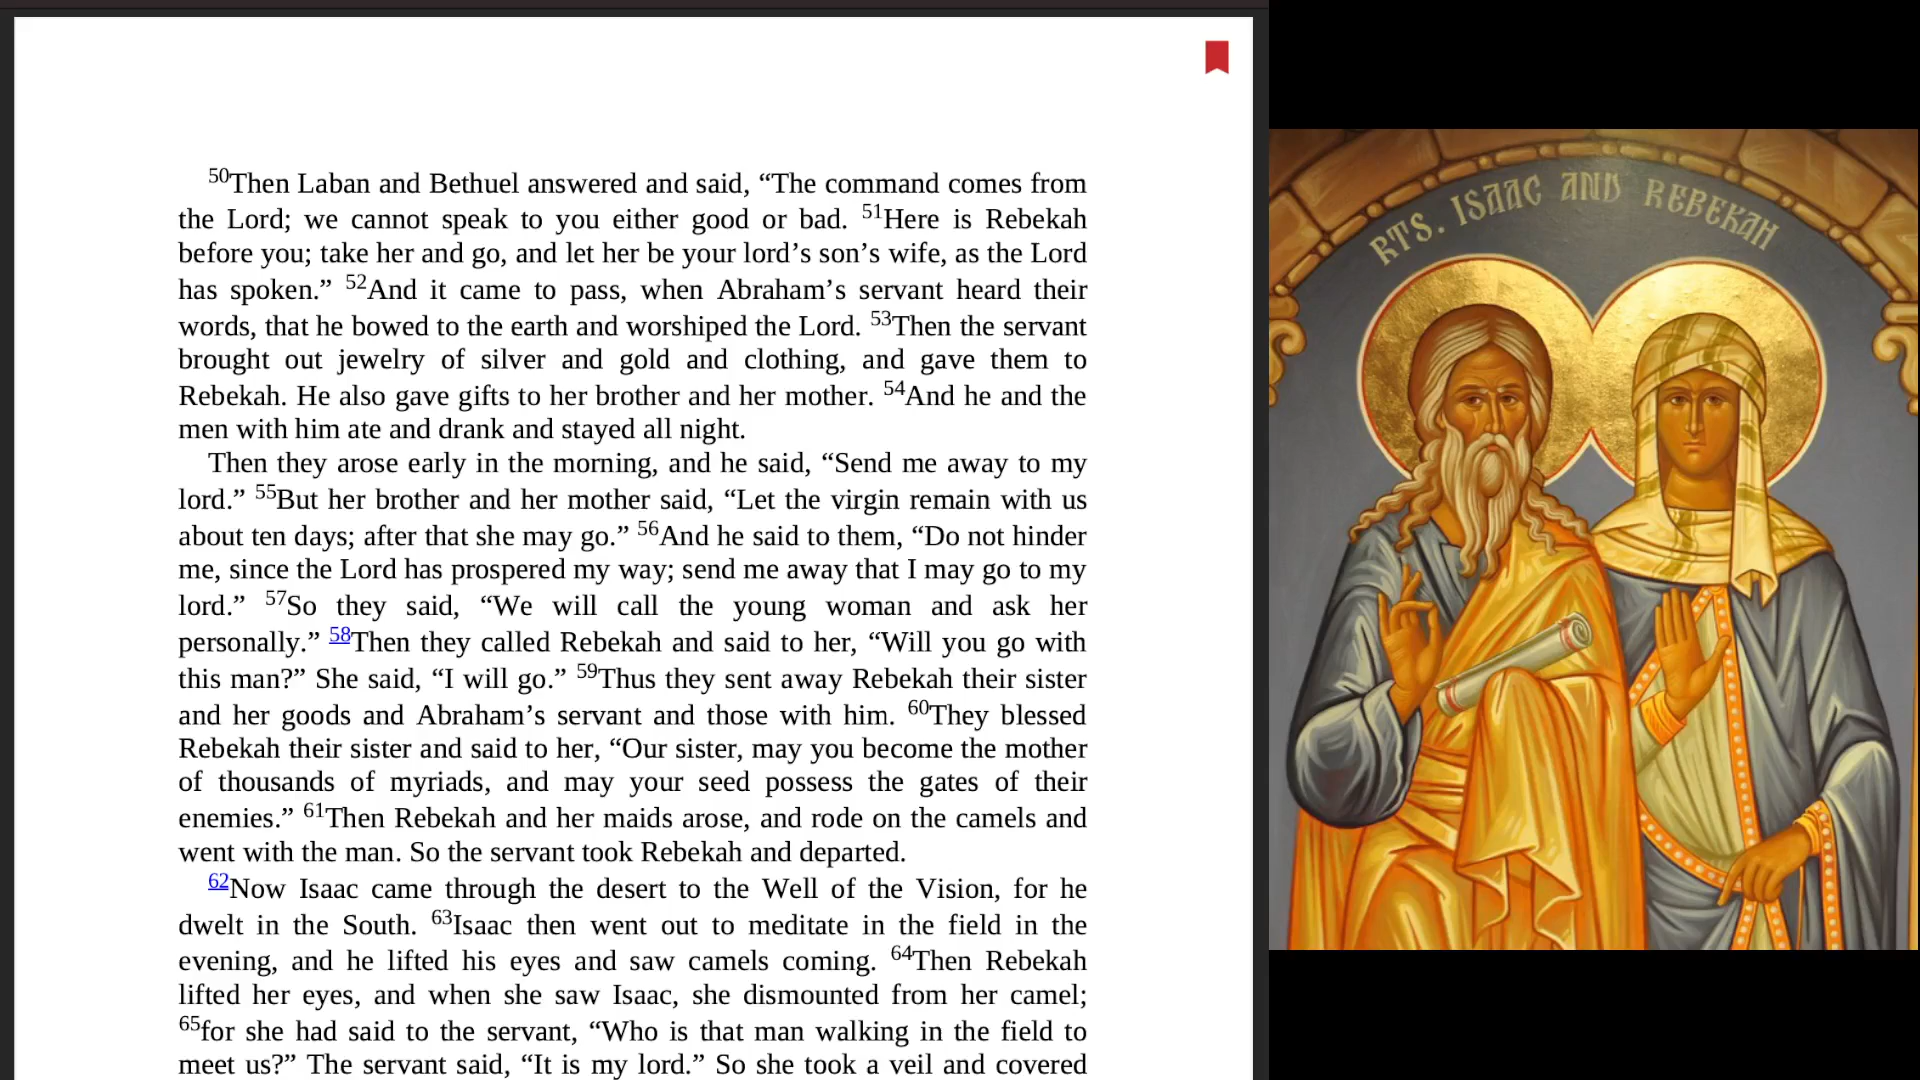 50Then Laban and Bethuel answered and said, “The command comes from
the Lord; we cannot speak to you either good or bad. 51Here is Rebekah
before you; take her and go, and let her be your lord’s son’s wife, as the Lord
has spoken.” 52And it came to pass, when Abraham’s servant heard their
words, that he bowed to the earth and worshiped the Lord. 53Then the servant
brought out jewelry of silver and gold and clothing, and gave them to
Rebekah. He also gave gifts to her brother and her mother. 54And he and the
men with him ate and drank and stayed all night.
Then they arose early in the morning, and he said, “Send me away to my
lord.” 55But her brother and her mother said, “Let the virgin remain with us
about ten days; after that she may go.” 56And he said to them, “Do not hinder
me, since the Lord has prospered my way; send me away that I may go to my
lord.” 57So they said, “We will call the young woman and ask her
personally.” 58Then they called Rebekah and said to her, “Will you go with
this man?” She said, “I will go.” 59Thus they sent away Rebekah their sister
and her goods and Abraham’s servant and those with him. 60They blessed
Rebekah their sister and said to her, “Our sister, may you become the mother
of thousands of myriads, and may your seed possess the gates of their
enemies.” 61Then Rebekah and her maids arose, and rode on the camels and
went with the man. So the servant took Rebekah and departed.
62Now Isaac came through the desert to the Well of the Vision, for he
dwelt in the South. 63Isaac then went out to meditate in the field in the
evening, and he lifted his eyes and saw camels coming. 64Then Rebekah
lifted her eyes, and when she saw Isaac, she dismounted from her camel;
65for she had said to the servant, “Who is that man walking in the field to
meet us?” The servant said, “It is my lord.” So she took a veil and covered
RTS. ISAAC AND REBEKAH